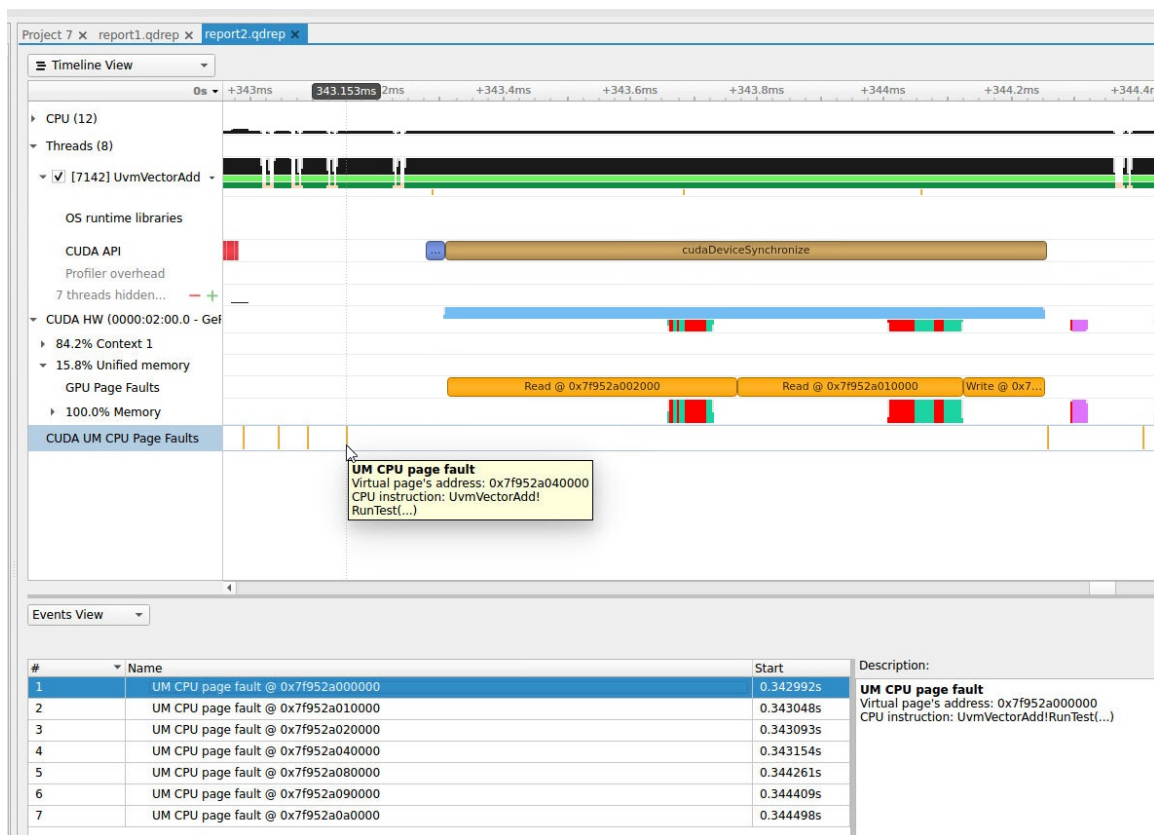 Project 7 × report1.qdrep × report2.qdrep ×
Timeline View
0s +343ms 343.153ms 2ms +343.4ms +343.6ms +343.8ms +344ms +344.2ms +344.4m
CPU (12)
Threads (8)
[7142] UvmVectorAdd
OS runtime libraries
CUDA API ... cudaDeviceSynchronize
Profiler overhead
7 threads hidden... − +
CUDA HW (0000:02:00.0 - GeF
84.2% Context 1
15.8% Unified memory
GPU Page Faults Read @ 0x7f952a002000 Read @ 0x7f952a010000 Write @ 0x7...
100.0% Memory
CUDA UM CPU Page Faults
UM CPU page fault
Virtual page's address: 0x7f952a040000
CPU instruction: UvmVectorAdd!
RunTest(...)
Events View
# Name Start Description:
1 UM CPU page fault @ 0x7f952a000000 0.342992s
2 UM CPU page fault @ 0x7f952a010000 0.343048s
3 UM CPU page fault @ 0x7f952a020000 0.343093s
4 UM CPU page fault @ 0x7f952a040000 0.343154s
5 UM CPU page fault @ 0x7f952a080000 0.344261s
6 UM CPU page fault @ 0x7f952a090000 0.344409s
7 UM CPU page fault @ 0x7f952a0a0000 0.344498s
UM CPU page fault
Virtual page's address: 0x7f952a000000
CPU instruction: UvmVectorAdd!RunTest(...)